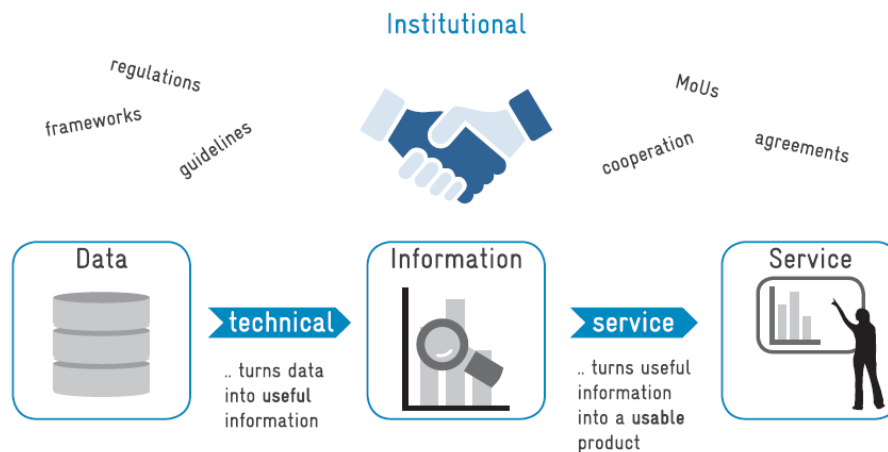 Institutional
regulations
frameworks
guidelines
MoUs
cooperation
agreements
Data
technical
.. turns data
into useful
information
Information
service
.. turns useful
information
into a usable
product
Service